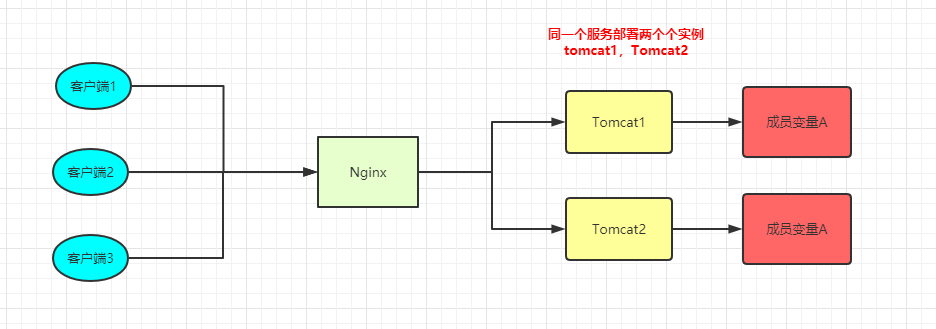 同一个服务部署两个个实例
tomcat1，Tomcat2
客户端1
客户端2
客户端3
Nginx
Tomcat1
成员变量A
Tomcat2
成员变量A